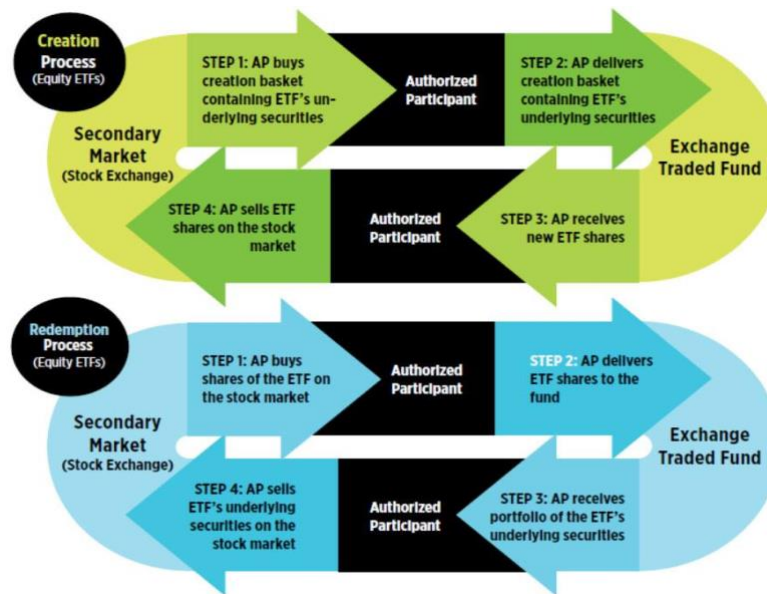 Creation
Process
(Equity ETFs)
STEP 1: AP buys
creation basket
containing ETF's un-
derlying securities
Authorized
Participant
STEP 2: AP delivers
creation basket
containing ETF's
underlying securities
Secondary
Market
(Stock Exchange)
Exchange
Traded Fund
STEP 4: AP sells ETF
shares on the stock
market
Authorized
Participant
STEP 3: AP receives
new ETF shares
Redemption
Process
(Equity ETFs)
STEP 1: AP buys
shares of the ETF on
the stock market
Authorized
Participant
STEP 2: AP delivers
ETF shares to the
fund
Secondary
Market
(Stock Exchange)
Exchange
Traded Fund
STEP 4: AP sells
ETF's underlying
securities on the
stock market
Authorized
Participant
STEP 3: AP receives
portfolio of the ETF's
underlying securities